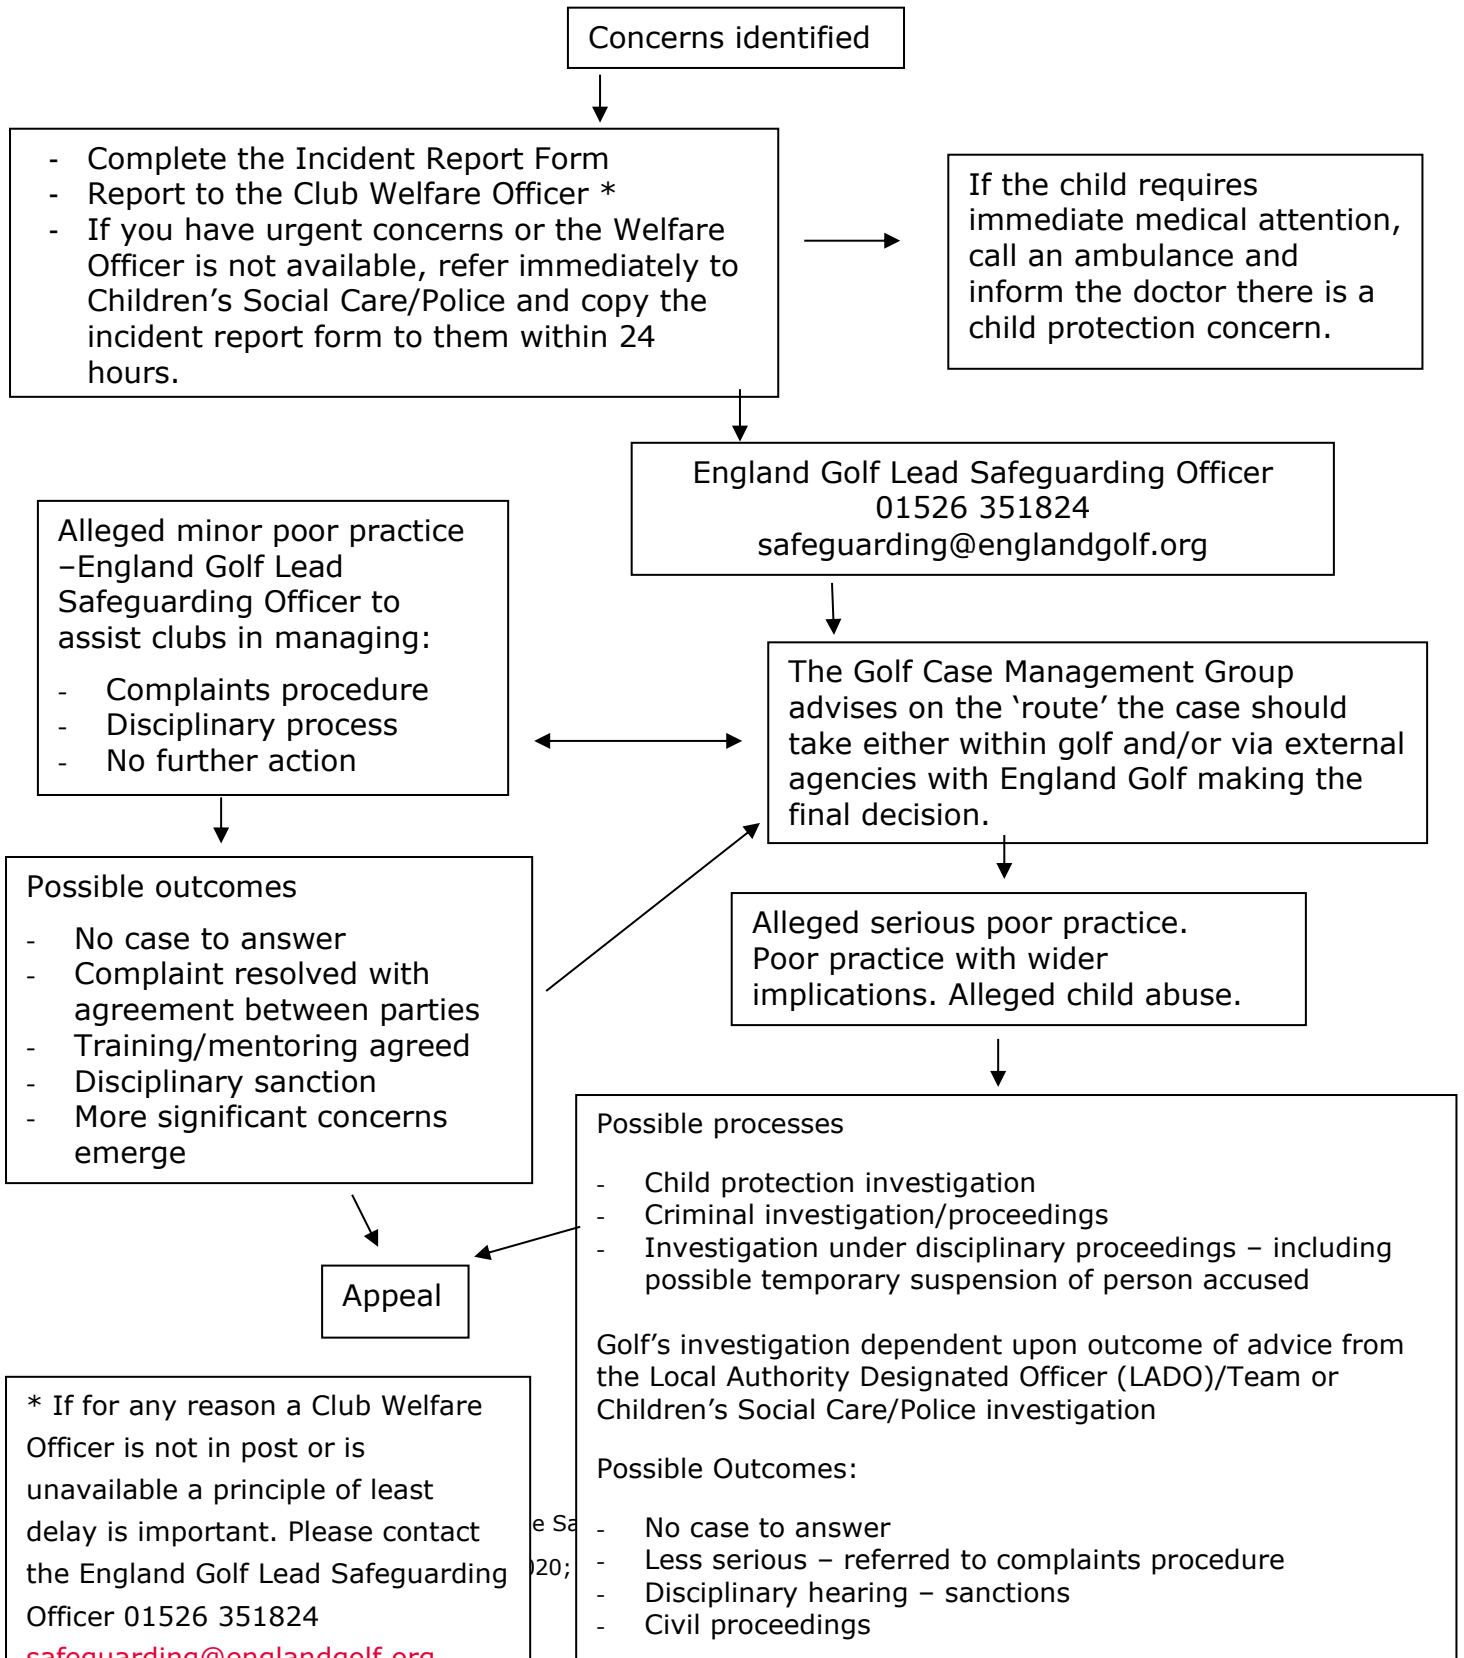 Concerns identified
- Complete the Incident Report Form
- Report to the Club Welfare Officer *
- If you have urgent concerns or the Welfare
Officer is not available, refer immediately to
Children’s Social Care/Police and copy the
incident report form to them within 24
hours.
If the child requires
immediate medical attention,
call an ambulance and
inform the doctor there is a
child protection concern.
England Golf Lead Safeguarding Officer
01526 351824
safeguarding@englandgolf.org
Alleged minor poor practice
–England Golf Lead
Safeguarding Officer to
assist clubs in managing:
- Complaints procedure
- Disciplinary process
- No further action
The Golf Case Management Group
advises on the ‘route’ the case should
take either within golf and/or via external
agencies with England Golf making the
final decision.
Possible outcomes
- No case to answer
- Complaint resolved with
agreement between parties
- Training/mentoring agreed
- Disciplinary sanction
- More significant concerns
emerge
Alleged serious poor practice.
Poor practice with wider
implications. Alleged child abuse.
Possible processes
- Child protection investigation
- Criminal investigation/proceedings
- Investigation under disciplinary proceedings – including
possible temporary suspension of person accused
Golf’s investigation dependent upon outcome of advice from
the Local Authority Designated Officer (LADO)/Team or
Children’s Social Care/Police investigation
Possible Outcomes:
- No case to answer
- Less serious – referred to complaints procedure
- Disciplinary hearing – sanctions
- Civil proceedings
Appeal
* If for any reason a Club Welfare
Officer is not in post or is
unavailable a principle of least
delay is important. Please contact
the England Golf Lead Safeguarding
Officer 01526 351824
safeguarding@englandgolf.org
e Sa
020;